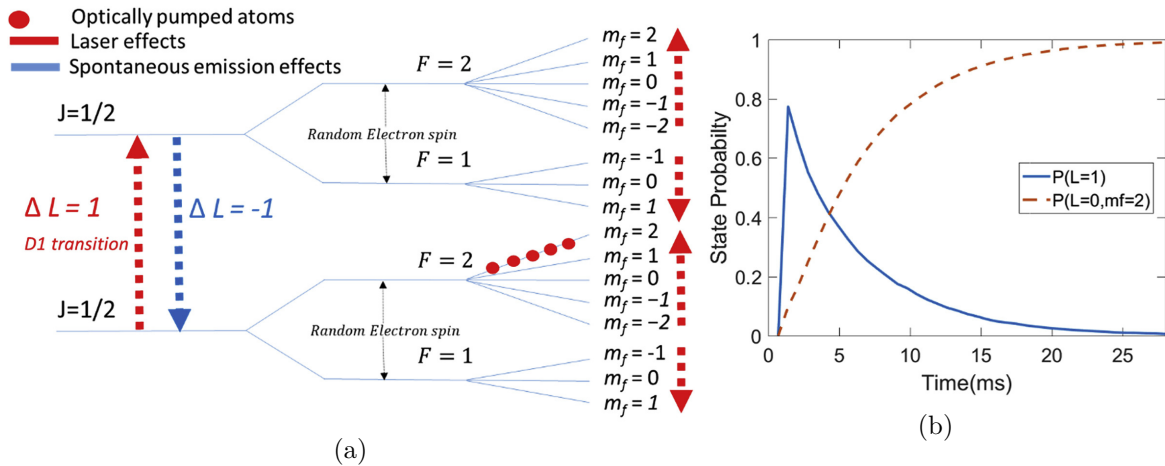 Optically pumped atoms
Laser effects
Spontaneous emission effects
J=1/2
F = 2
Random Electron spin
F = 1
m_f = 2
m_f = 1
m_f = 0
m_f = -1
m_f = -2
m_f = -1
m_f = 0
m_f = 1
Δ L = 1
D1 transition
Δ L = -1
J=1/2
F = 2
Random Electron spin
F = 1
m_f = 2
m_f = 1
m_f = 0
m_f = -1
m_f = -2
m_f = -1
m_f = 0
m_f = 1
(a)
State Probabilty
1
0.8
0.6
0.4
0.2
0
P(L=1)
P(L=0,mf=2)
0 5 10 15 20 25
Time(ms)
(b)